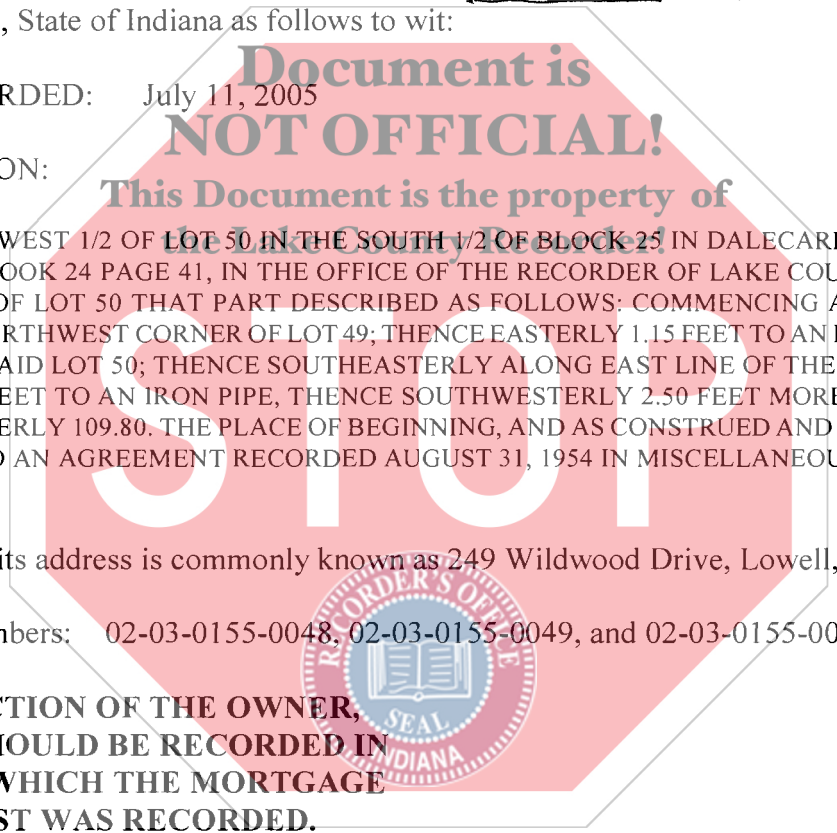 , State of Indiana as follows to wit:
Document is
RDED: July 11, 2005
NOT OFFICIAL!
ON:
This Document is the property of
the Lake County Recorder!
WEST 1/2 OF LOT 50 IN THE SOUTH 1/2 OF BLOCK 25 IN DALECARL
OOK 24 PAGE 41, IN THE OFFICE OF THE RECORDER OF LAKE COU
OF LOT 50 THAT PART DESCRIBED AS FOLLOWS: COMMENCING A
RTHWEST CORNER OF LOT 49; THENCE EASTERLY 1.15 FEET TO AN I
AID LOT 50; THENCE SOUTHEASTERLY ALONG EAST LINE OF THE
EET TO AN IRON PIPE, THENCE SOUTHWESTERLY 2.50 FEET MORE
ERLY 109.80. THE PLACE OF BEGINNING, AND AS CONSTRUED AND
AN AGREEMENT RECORDED AUGUST 31, 1954 IN MISCELLANEOU
STOP
its address is commonly known as 249 Wildwood Drive, Lowell,
nbers: 02-03-0155-0048, 02-03-0155-0049, and 02-03-0155-00
RECORDER'S OFFICE
SEAL
INDIANA
CTION OF THE OWNER,
HOULD BE RECORDED IN
WHICH THE MORTGAGE
ST WAS RECORDED.